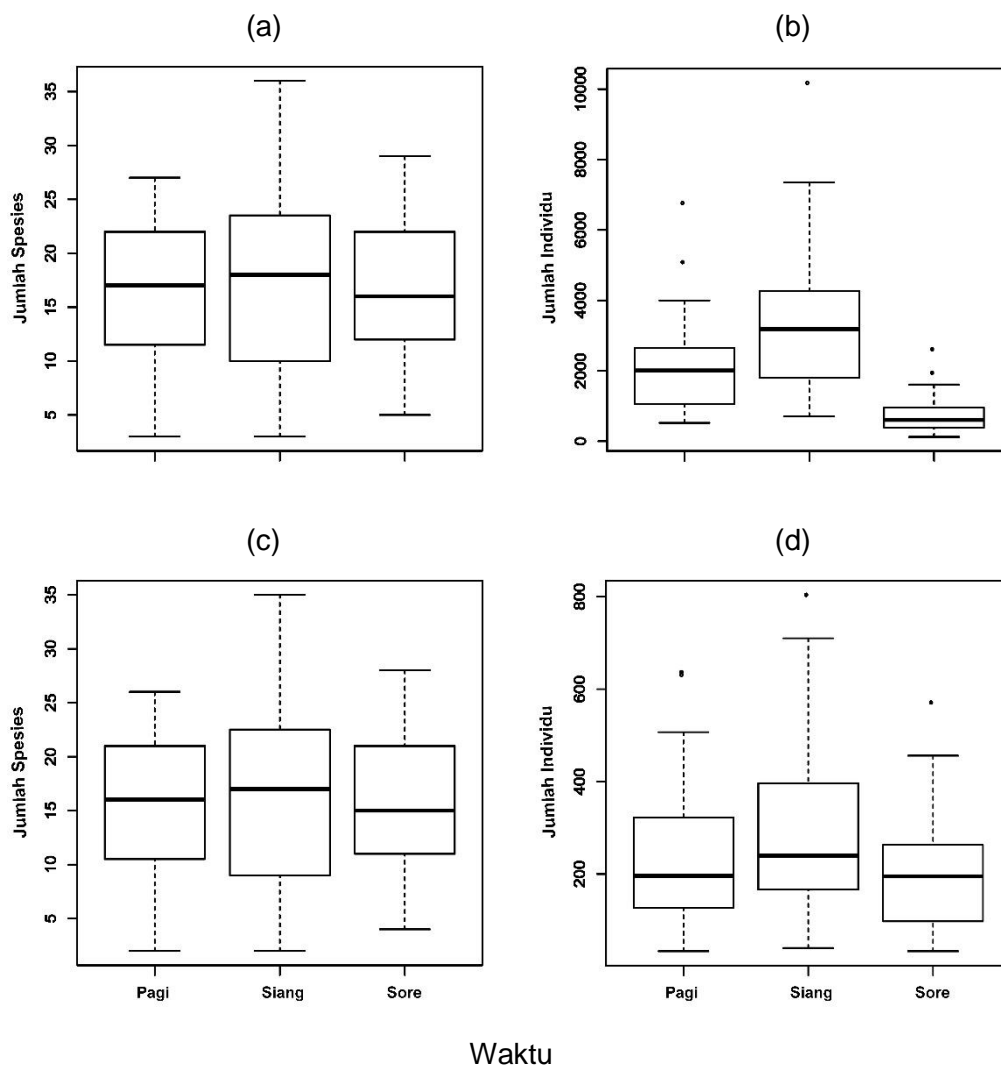 (a)
Jumlah Spesies
35
30
25
20
15
10
5
(b)
Jumlah Individu
10000
8000
6000
4000
2000
0
(c)
Jumlah Spesies
35
30
25
20
15
10
5
Pagi
Siang
Sore
(d)
Jumlah Individu
800
600
400
200
Pagi
Siang
Sore
Waktu